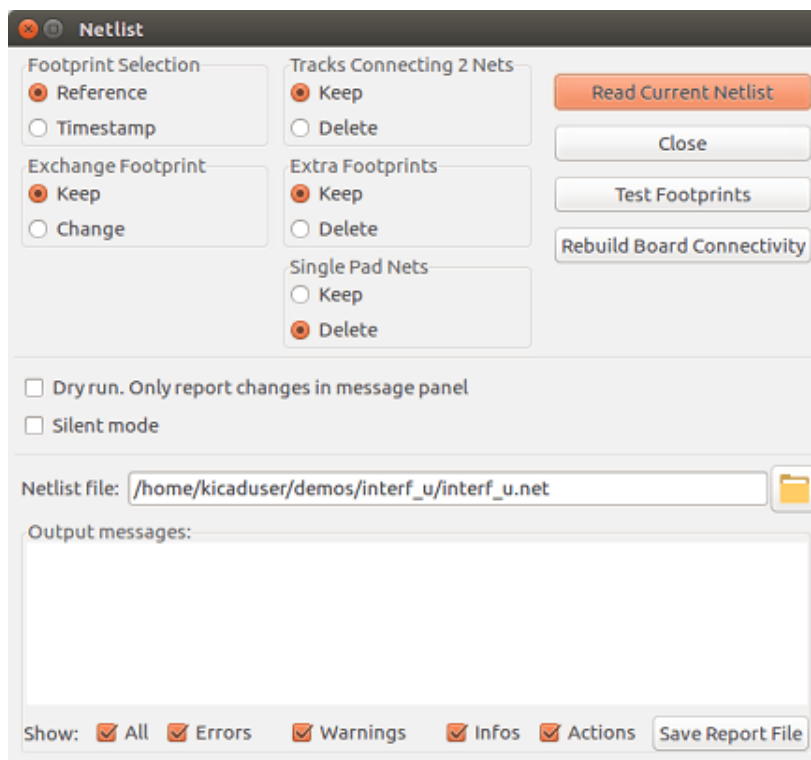 Netlist
Footprint Selection
Reference
Timestamp
Exchange Footprint
Keep
Change
Tracks Connecting 2 Nets
Keep
Delete
Extra Footprints
Keep
Delete
Single Pad Nets
Keep
Delete
Read Current Netlist
Close
Test Footprints
Rebuild Board Connectivity
Dry run. Only report changes in message panel
Silent mode
Netlist file: /home/kicaduser/demos/interf_u/interf_u.net
Output messages:
Show: All Errors Warnings Infos Actions Save Report File